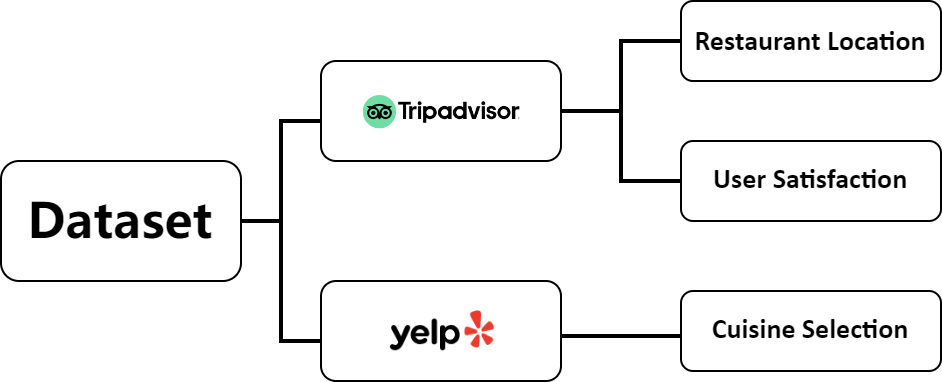 Restaurant Location
Tripadvisor
User Satisfaction
Dataset
yelp
Cuisine Selection